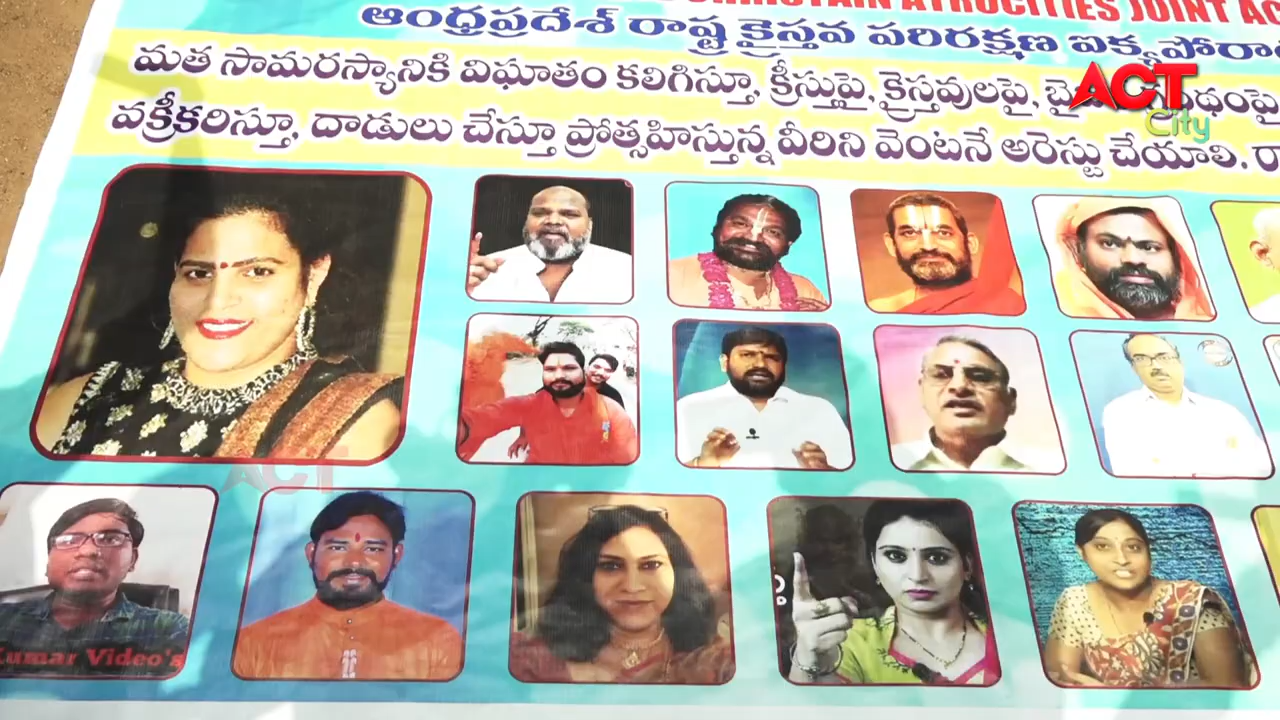 ATROCITIES JOINT AC
ఆంధ్రప్రదేశ్ రాష్ట్ర క్రైస్తవ పరిరక్షణ ఐక్యపోరా
మత సామరస్యానికి విఘాతం కలిగిస్తూ, క్రీస్తుపై, క్రైస్తవులపై,
వక్రీకరిస్తూ, దాడులు చేస్తూ ప్రోత్సహిస్తున్న వీరిని వెంటనే అరెస్టు చేయాలి. రా
ACT
City
ACT
Kumar Video's